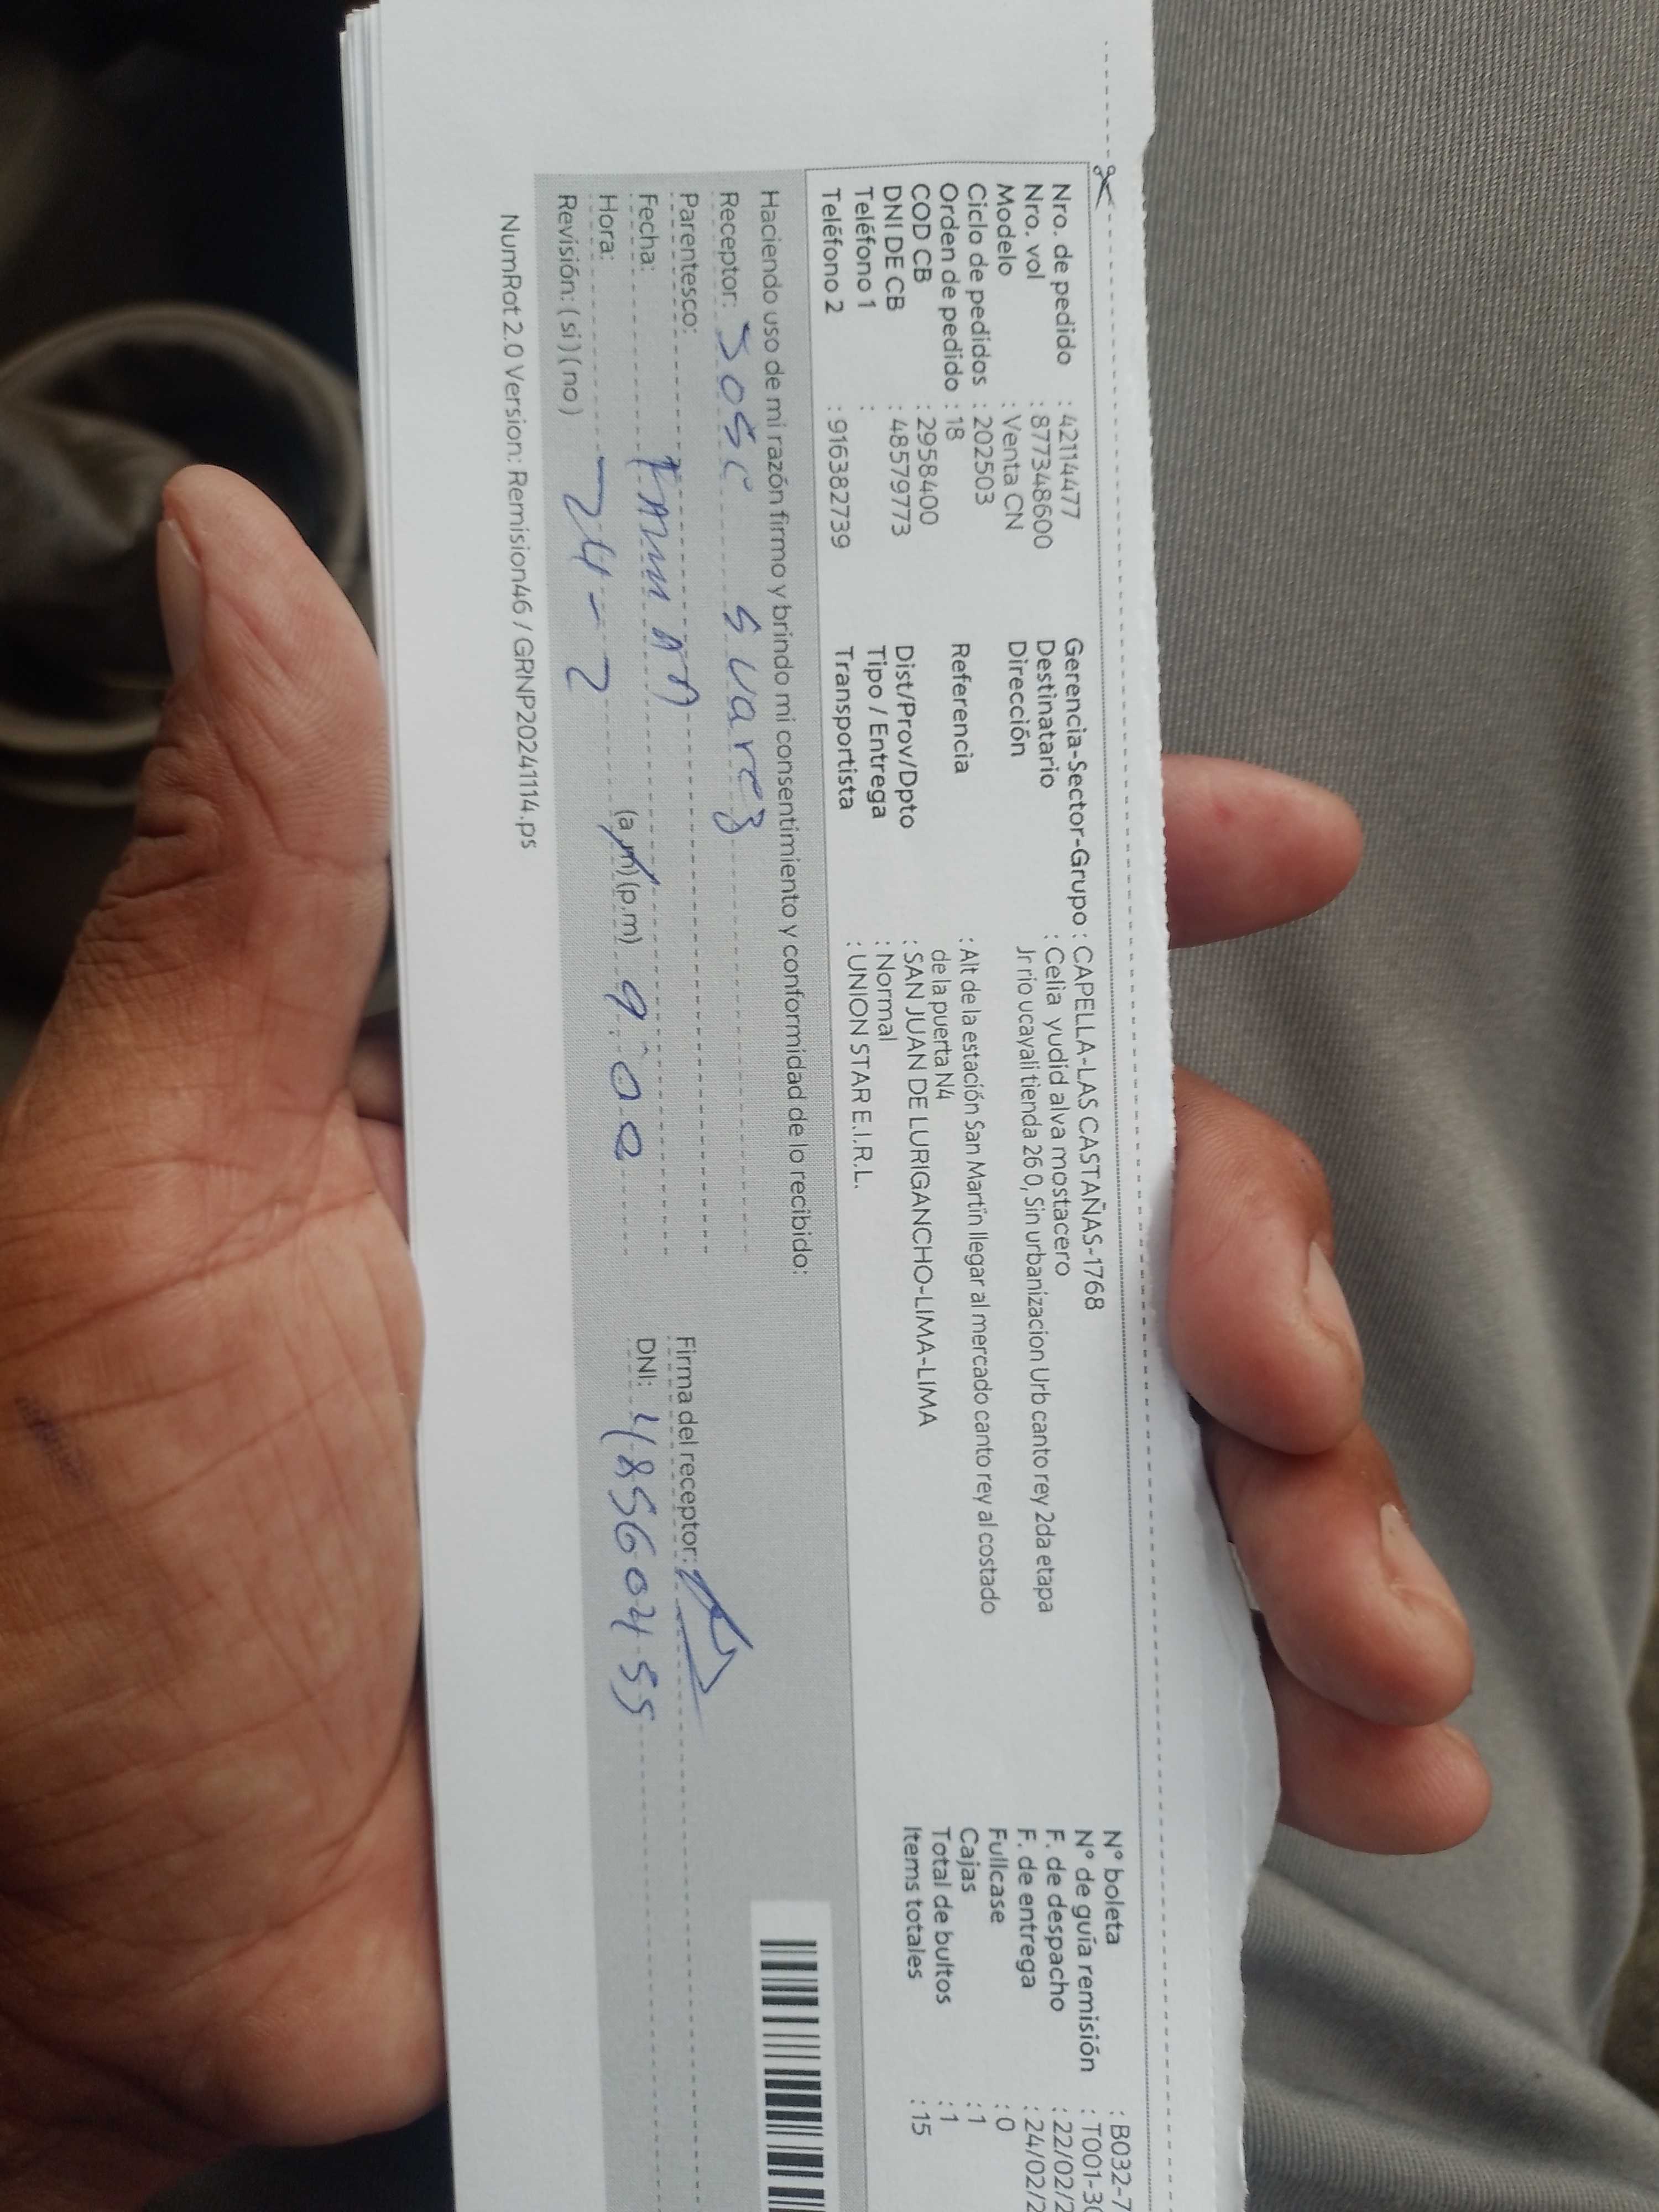 Nro. de pedido : 42114477
Nro. vol : 877348600
Modelo : Venta CN
Ciclo de pedidos : 202503
Orden de pedido : 18
COD CB : 2958400
DNI DE CB : 48579773
Teléfono 1 :
Teléfono 2 : 916382739
Gerencia-Sector-Grupo : CAPELLA-LAS CASTAÑAS-1768
Destinatario : Celia yudid alva mostacero
Dirección Jr rio ucayali tienda 26 0, Sin urbanizacion Urb canto rey 2da etapa
Referencia : Alt de la estación San Martin llegar al mercado canto rey al costado
de la puerta N4
Dist/Prov/Dpto : SAN JUAN DE LURIGANCHO-LIMA-LIMA
Tipo / Entrega : Normal
Transportista : UNION STAR E.I.R.L.
N° boleta : B032-7
N° de guía remisión : T001-30
F. de despacho : 22/02/2
F. de entrega : 24/02/2
Fullcase : 0
Cajas : 1
Total de bultos : 1
Items totales : 15
Haciendo uso de mi razón firmo y brindo mi consentimiento y conformidad de lo recibido:
Receptor: Jose Suarez
Parentesco:
Fecha: 24-2
Hora: (a.m) (p.m) 9:00
Revisión: ( si ) ( no )
Firma del receptor:
DNI: 48560455
NumRot 2.0 Version: Remision46 / GRNP20241114.ps